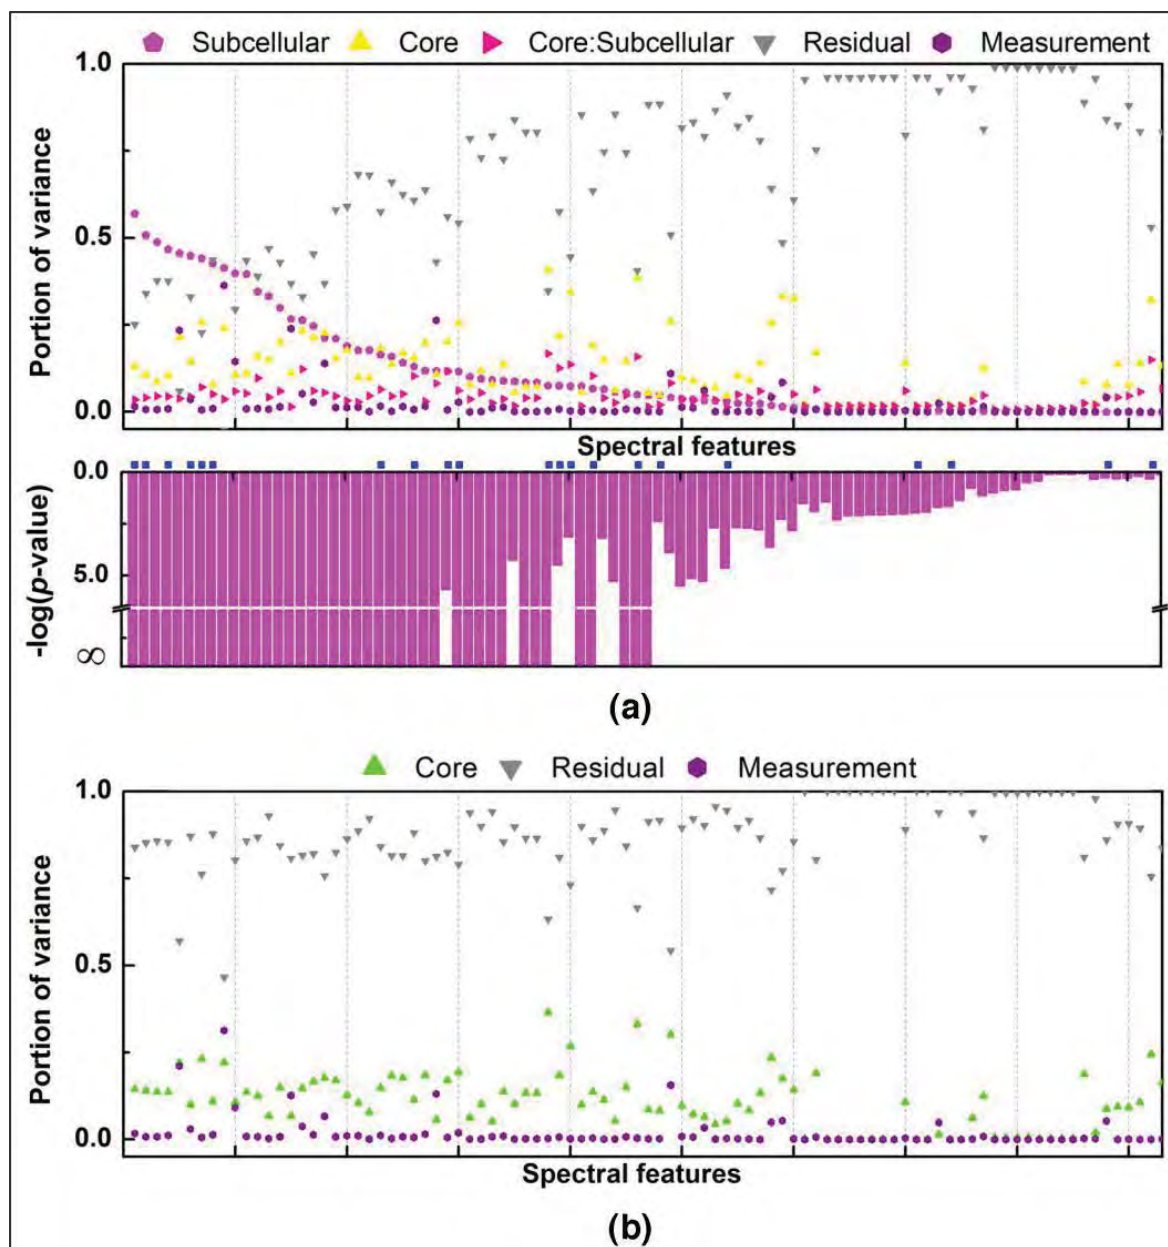 Subcellular Core Core:Subcellular Residual Measurement
1.0
0.5
0.0
Portion of variance
Spectral features
0.0
5.0
∞
-log(p-value)
(a)
Core Residual Measurement
1.0
0.5
0.0
Portion of variance
Spectral features
(b)